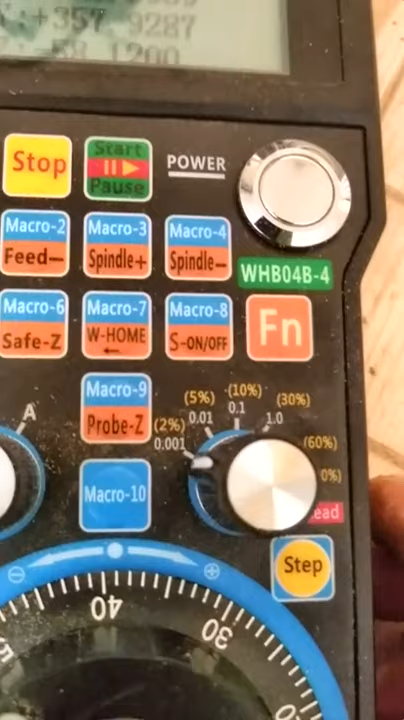 :+357.9287
:-58.1200
Stop
Start
Pause
POWER
Macro-2
Feed—
Macro-3
Spindle+
Macro-4
Spindle—
WHB04B-4
Macro-6
Safe-Z
Macro-7
W-HOME
←
Macro-8
S-ON/OFF
Fn
Macro-9
Probe-Z
A
(2%)
0.001
(5%)
0.01
(10%)
0.1
(30%)
1.0
(60%)
0%)
ead
Macro-10
Step
40
30